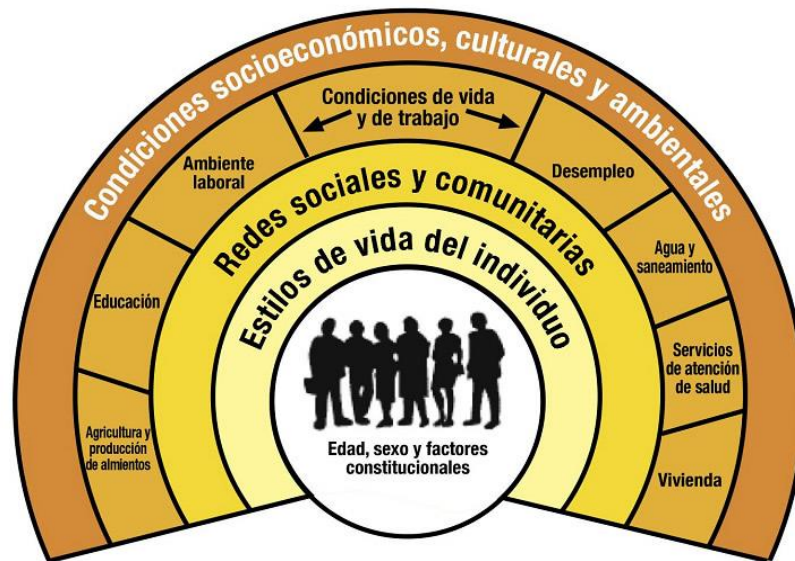 Condiciones socioeconómicos, culturales y ambientales
Condiciones de vida
y de trabajo
Ambiente
laboral
Desempleo
Redes sociales y comunitarias
Estilos de vida del individuo
Educación
Agua y
saneamiento
Servicios
de atención
de salud
Agricultura y
producción
de almientos
Vivienda
Edad, sexo y factores
constitucionales